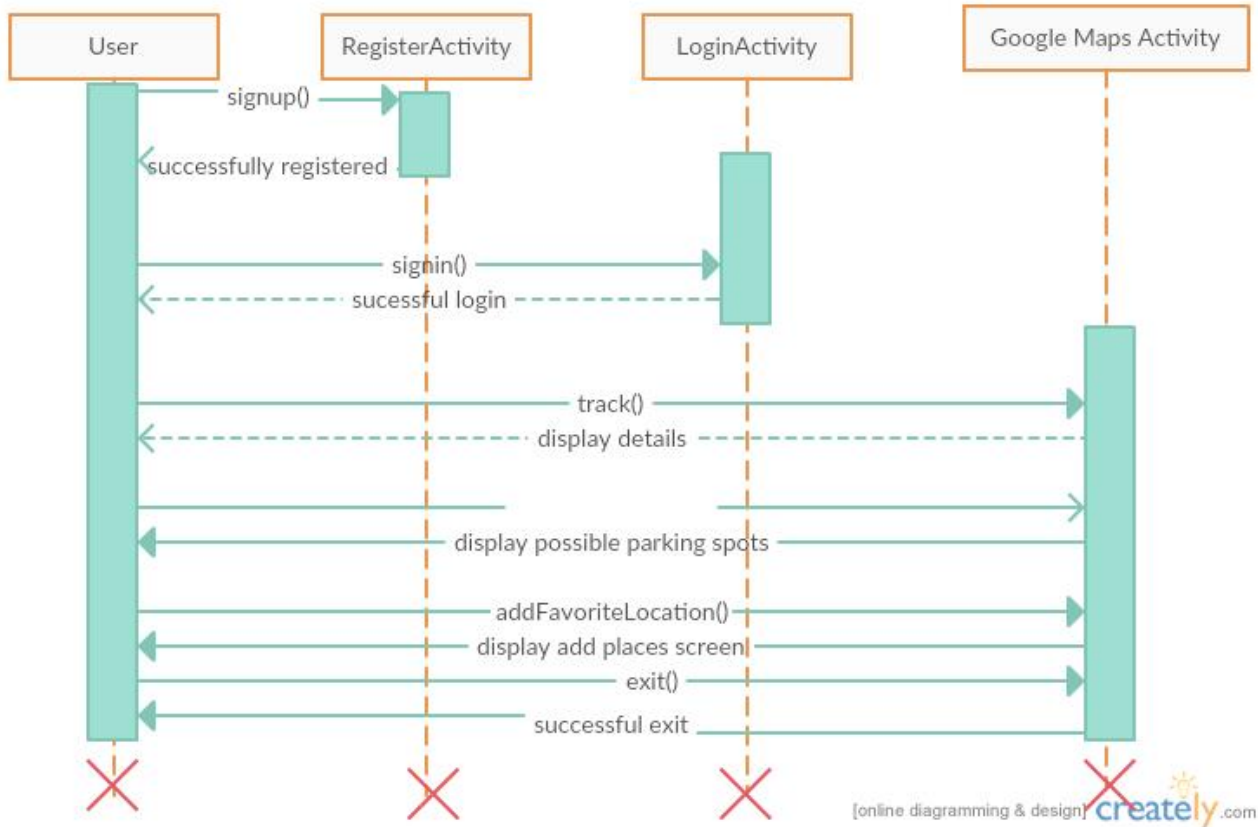 User
RegisterActivity
LoginActivity
Google Maps Activity
signup()
successfully registered
signin()
sucessful login
track()
display details
display possible parking spots
addFavoriteLocation()
display add places screen
exit()
successful exit
[online diagramming & design] creately.com